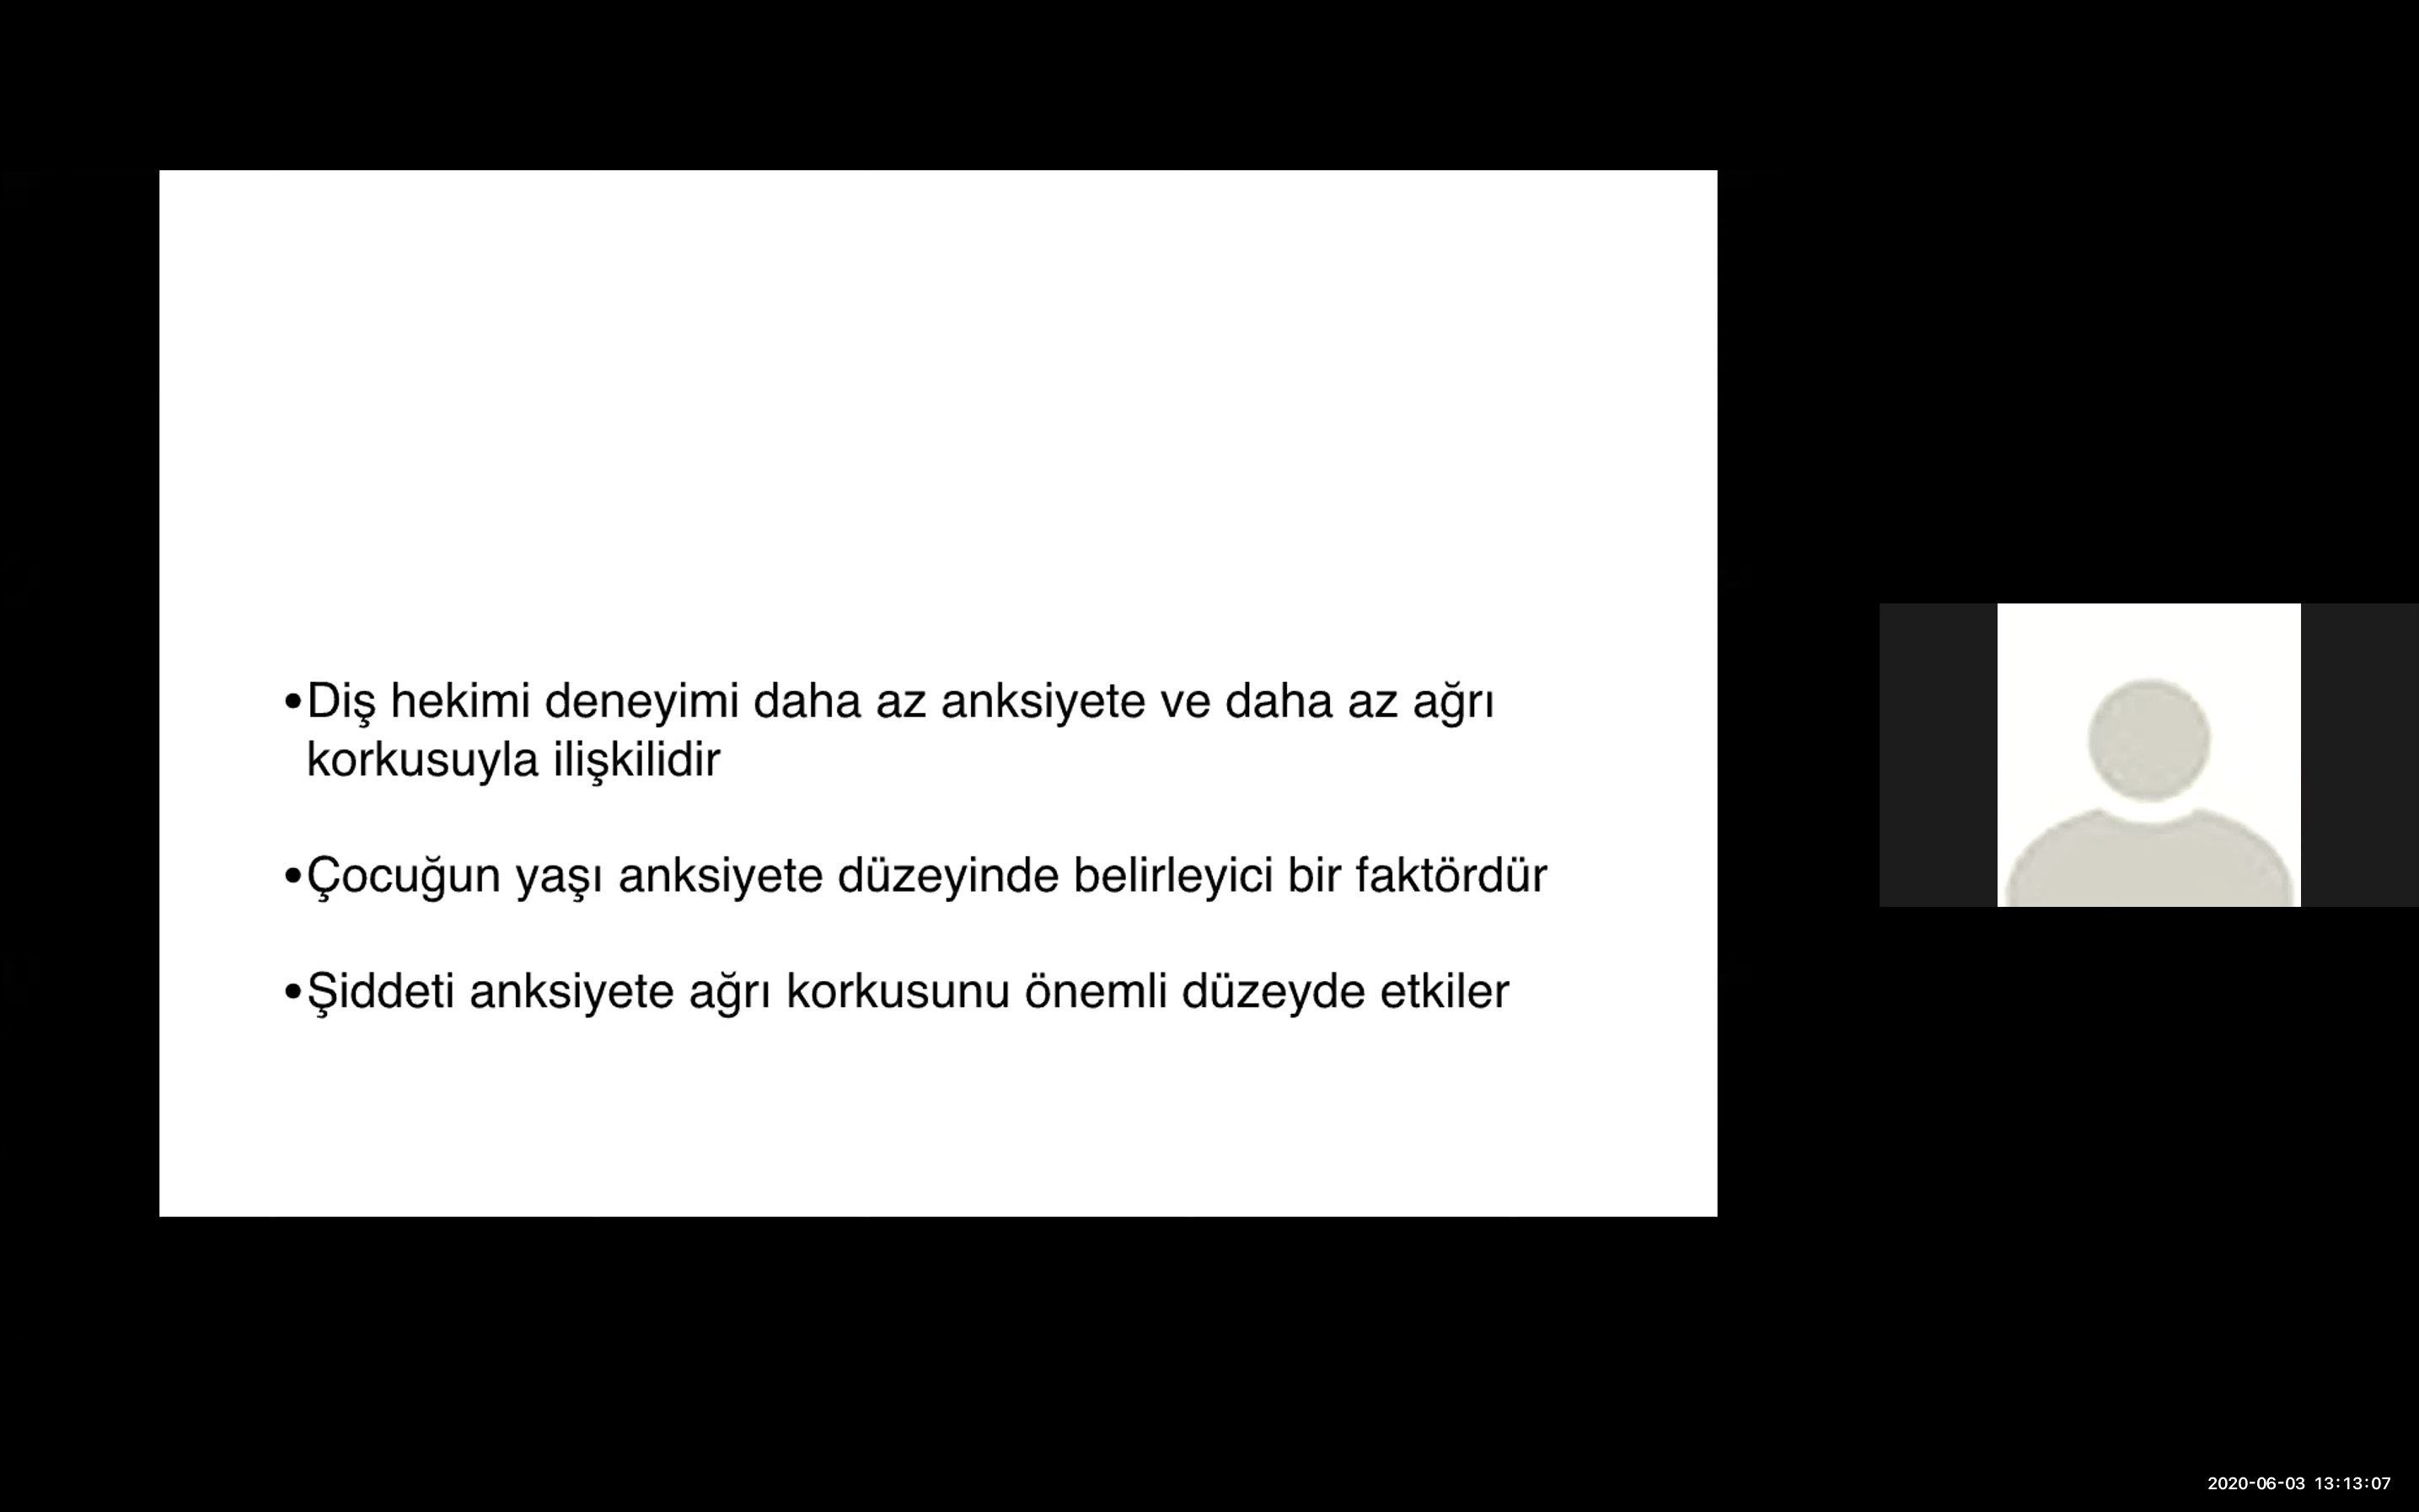 •Diş hekimi deneyimi daha az anksiyete ve daha az ağrı
korkusuyla ilişkilidir
•Çocuğun yaşı anksiyete düzeyinde belirleyici bir faktördür
•Şiddeti anksiyete ağrı korkusunu önemli düzeyde etkiler
2020-06-03 13:13:07